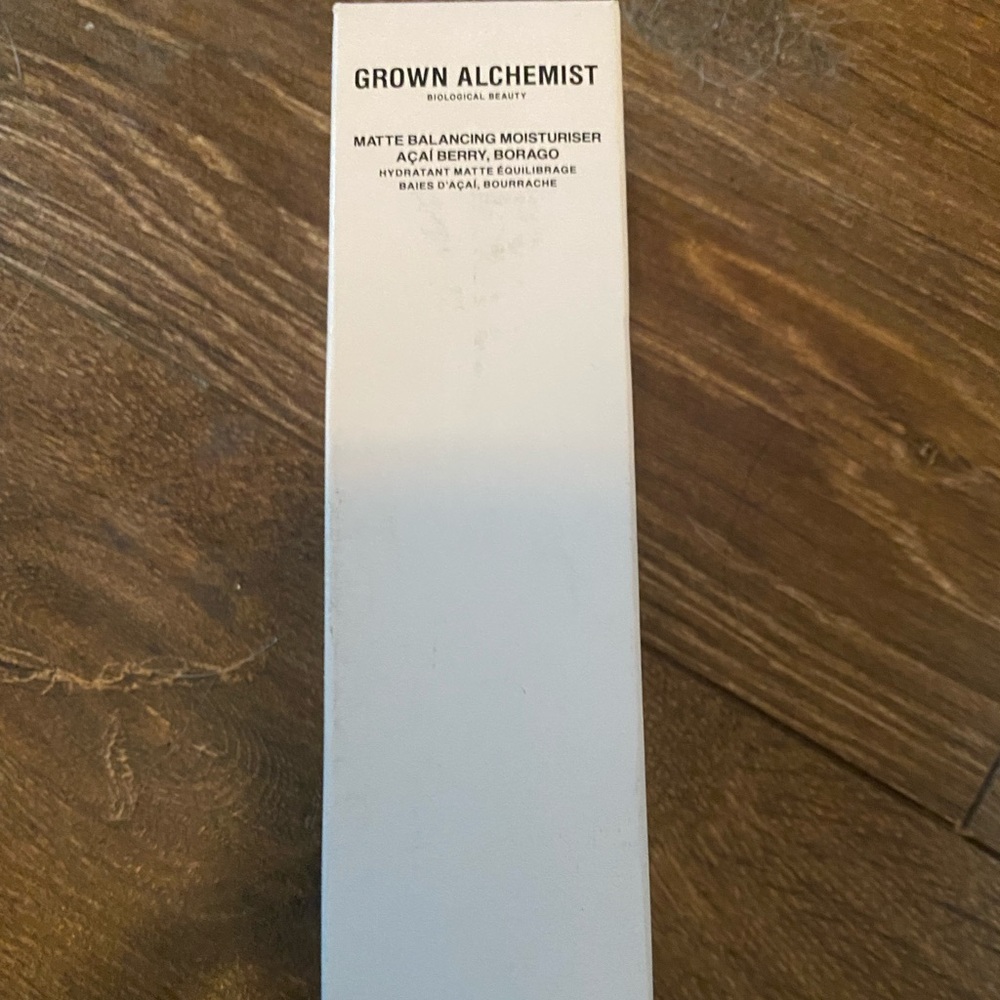 GROWN ALCHEMIST
BIOLOGICAL BEAUTY
MATTE BALANCING MOISTURISER
AÇAÍ BERRY, BORAGO
HYDRATANT MATTE ÉQUILIBRAGE
BAIES D'AÇAÍ, BOURRACHE